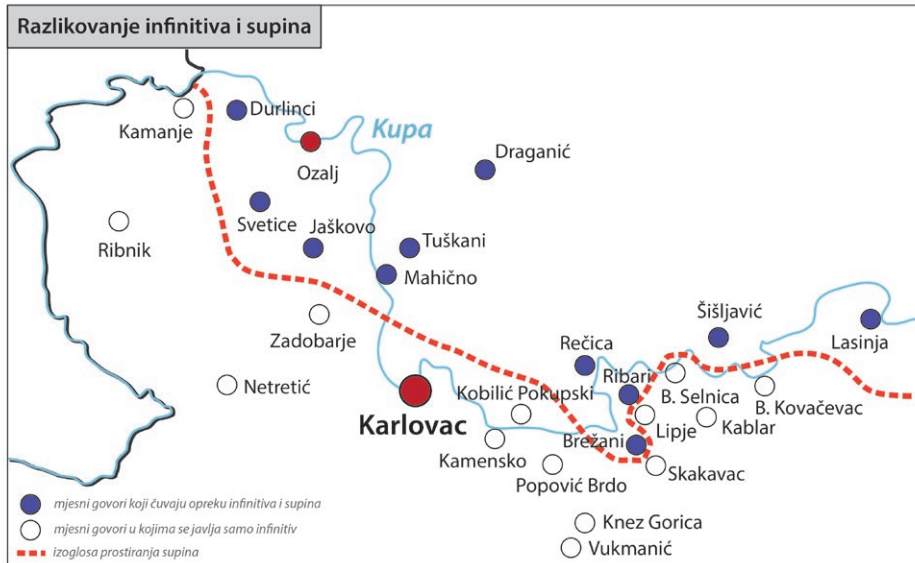 Razlikovanje infinitiva i supina
Kamanje
Durlinci
Kupa
Ozalj
Draganić
Svetice
Jaškovo
Tuškani
Ribnik
Mahično
Zadobarje
Šišljavić
Lasinja
Rečica
Ribari
Netretić
Karlovac
Kobilić Pokupski
B. Selnica
B. Kovačevac
Lipje
Kablar
Brežani
Kamensko
Popović Brdo
Skakavac
Knez Gorica
Vukmanić
mjesni govori koji čuvaju opreku infinitiva i supina
mjesni govori u kojima se javlja samo infinitiv
izoglosa prostiranja supina